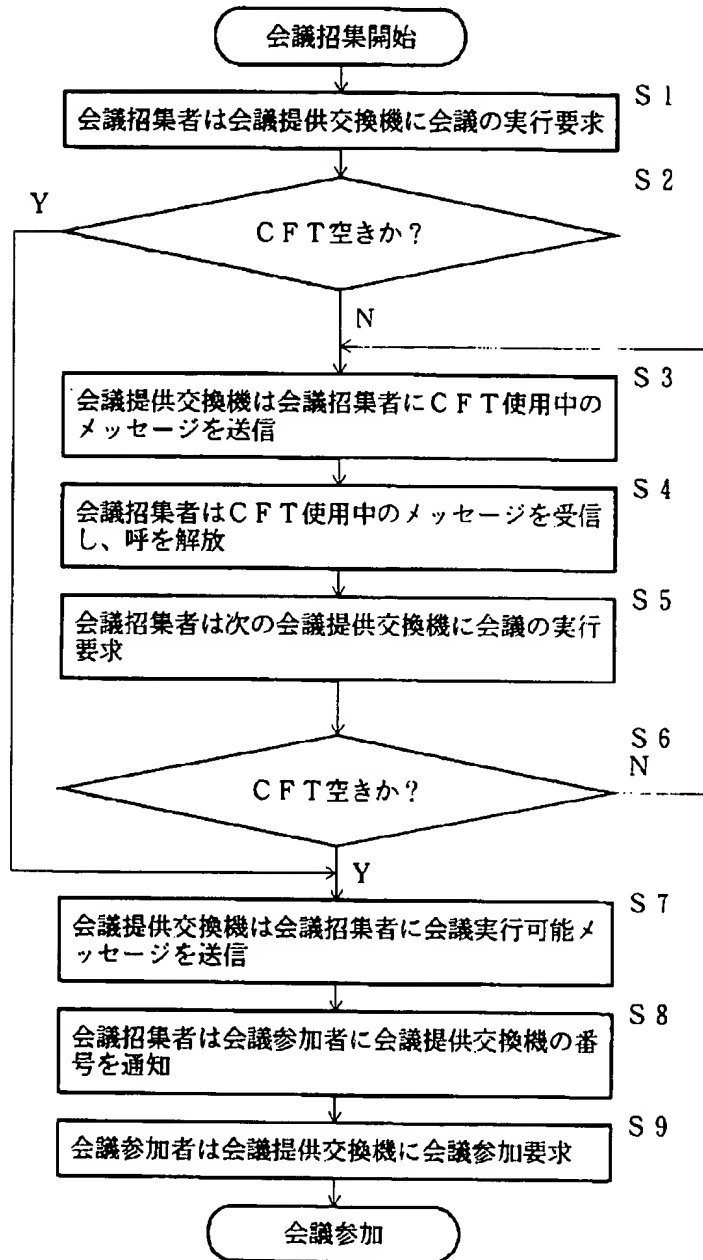 会議招集開始
S1
会議招集者は会議提供交換機に会議の実行要求
S2
Y
CFT空きか?
N
S3
会議提供交換機は会議招集者にCFT使用中の
メッセージを送信
S4
会議招集者はCFT使用中のメッセージを受信
し、呼を解放
S5
会議招集者は次の会議提供交換機に会議の実行
要求
S6
N
CFT空きか?
Y
S7
会議提供交換機は会議招集者に会議実行可能メ
ッセージを送信
S8
会議招集者は会議参加者に会議提供交換機の番
号を通知
S9
会議参加者は会議提供交換機に会議参加要求
会議参加